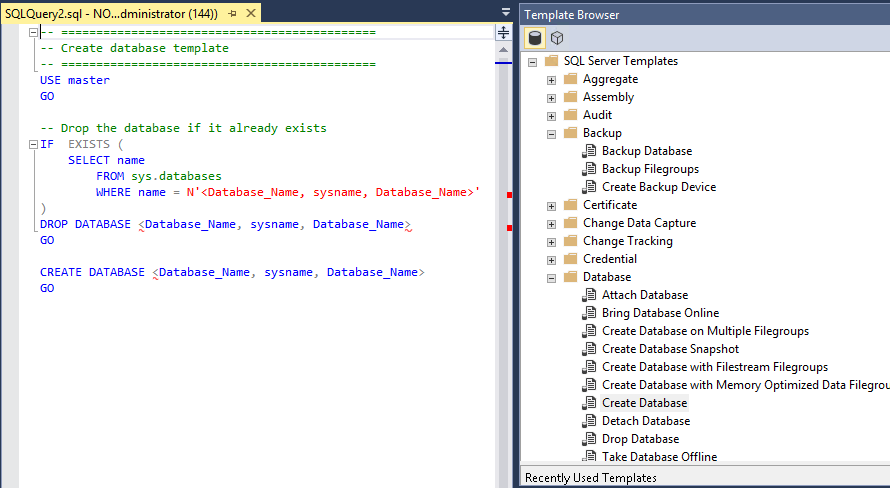 SQLQuery2.sql - NO...dministrator (144))
-- =============================================
-- Create database template
-- =============================================
USE master
GO
-- Drop the database if it already exists
IF  EXISTS (
SELECT name
FROM sys.databases
WHERE name = N'<Database_Name, sysname, Database_Name>'
)
DROP DATABASE <Database_Name, sysname, Database_Name>
GO
CREATE DATABASE <Database_Name, sysname, Database_Name>
GO
Template Browser
SQL Server Templates
Aggregate
Assembly
Audit
Backup
Backup Database
Backup Filegroups
Create Backup Device
Certificate
Change Data Capture
Change Tracking
Credential
Database
Attach Database
Bring Database Online
Create Database on Multiple Filegroups
Create Database Snapshot
Create Database with Filestream Filegroups
Create Database with Memory Optimized Data Filegrou
Create Database
Detach Database
Drop Database
Take Database Offline
Recently Used Templates